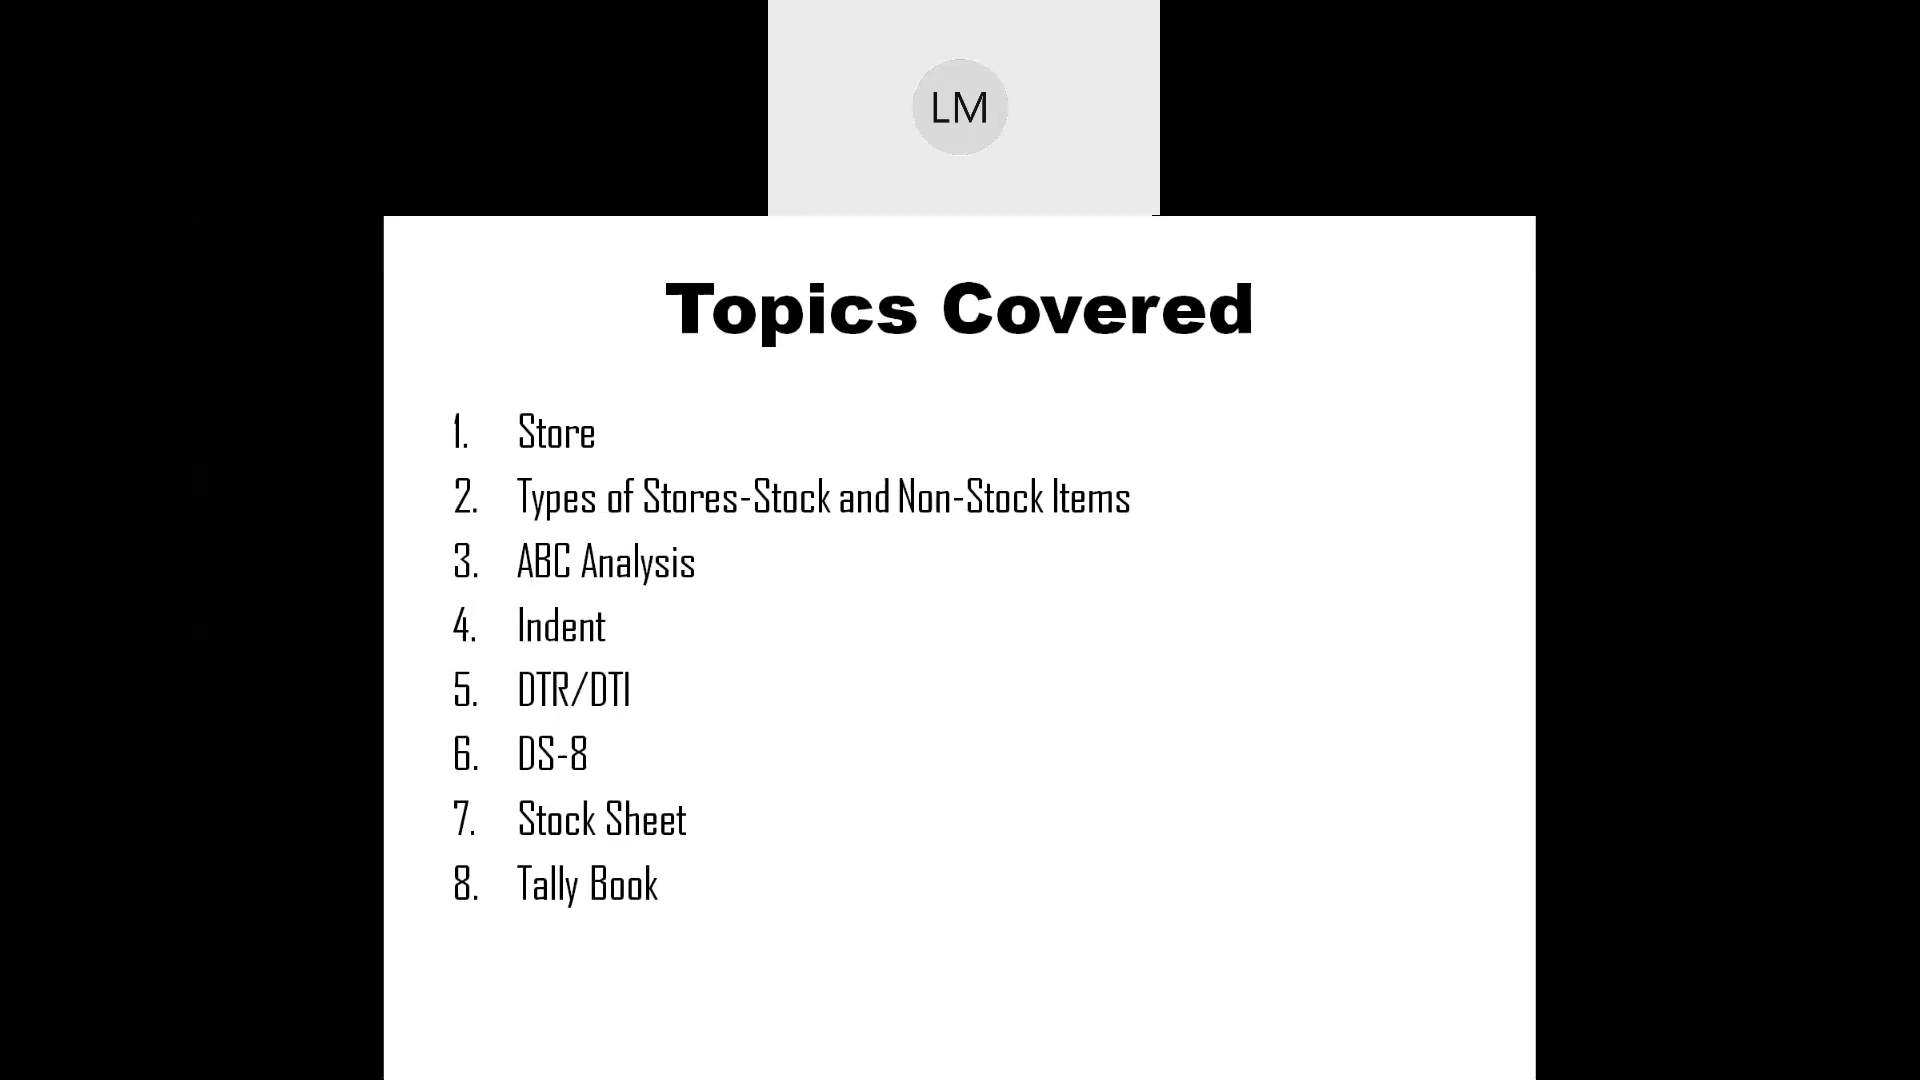 LM
Topics Covered
1. Store
2. Types of Stores-Stock and Non-Stock Items
3. ABC Analysis
4. Indent
5. DTR/DTI
6. DS-8
7. Stock Sheet
8. Tally Book